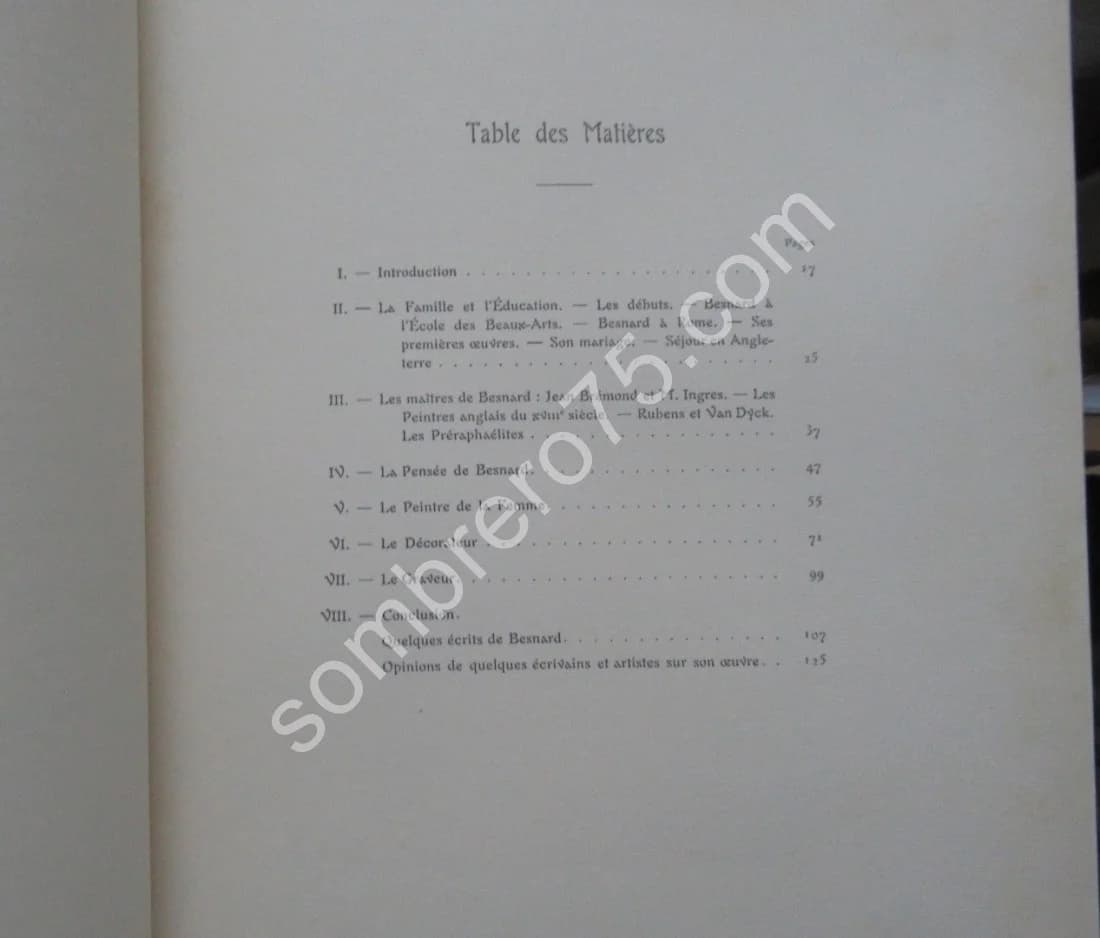 Table des Matières
Pages
I. — Introduction . . . . . . . . . . . . . . . . . . . . 17
II. — La Famille et l'Éducation. — Les débuts. — Besnard à
l'École des Beaux-Arts. — Besnard à Rome. — Ses
premières œuvres. — Son mariage. — Séjour en Angle-
terre . . . . . . . . . . . . . . . . . . . . 25
III. — Les maîtres de Besnard : Jean Brémond et M. Ingres. — Les
Peintres anglais du XVIIIe siècle. — Rubens et Van Dyck.
Les Préraphaélites . . . . . . . . . . . . . . . . 37
IV. — La Pensée de Besnard. . . . . . . . . . . . . . . . 47
V. — Le Peintre de la Femme. . . . . . . . . . . . . . . 55
VI. — Le Décorateur . . . . . . . . . . . . . . . . . . 71
VII. — Le Graveur. . . . . . . . . . . . . . . . . . . 99
VIII. — Conclusion.
Quelques écrits de Besnard. . . . . . . . . . . . . . 107
Opinions de quelques écrivains et artistes sur son œuvre. . 125
sombrero75.com